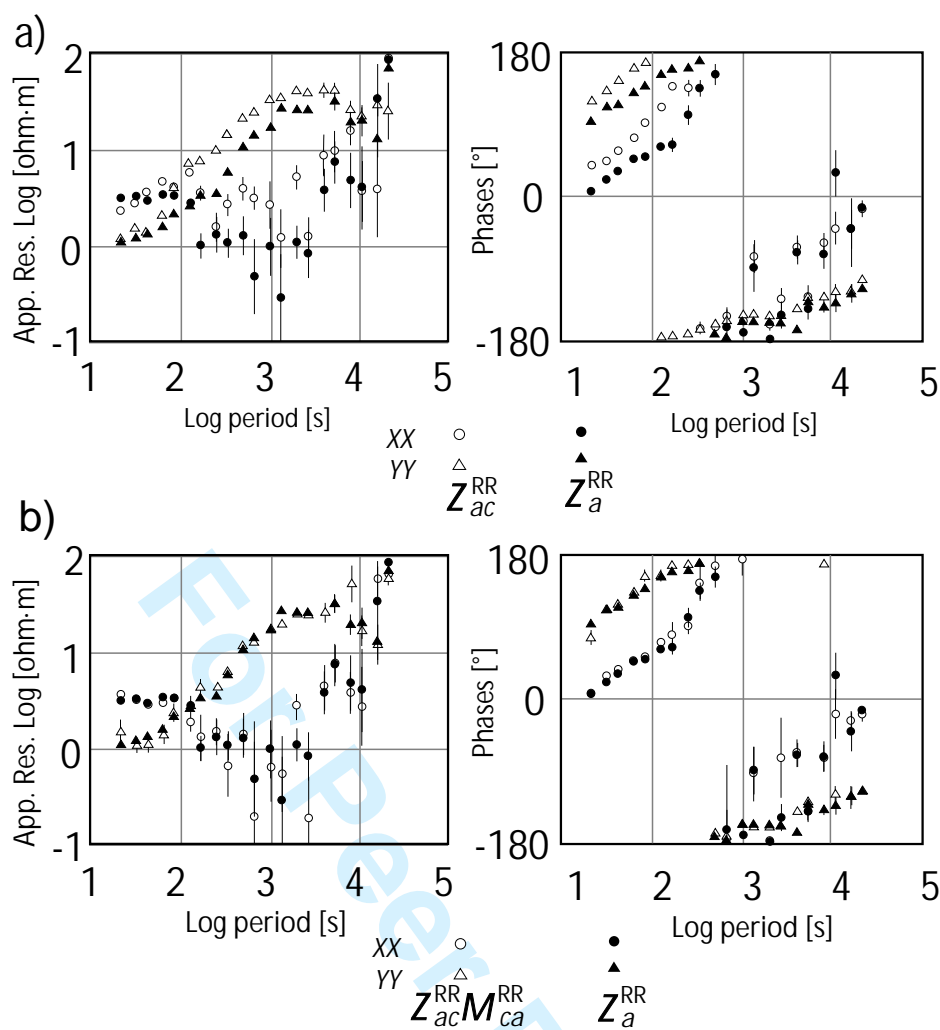 a)
App. Res. Log [ohm·m]
2
1
0
-1
1 2 3 4 5
Log period [s]
Phases [°]
180
0
-180
1 2 3 4 5
Log period [s]
XX
YY
Z_ac^RR Z_a^RR
b)
App. Res. Log [ohm·m]
2
1
0
-1
1 2 3 4 5
Log period [s]
Phases [°]
180
0
-180
1 2 3 4 5
Log period [s]
XX
YY
Z_ac^RR M_ca^RR Z_a^RR
For Peer